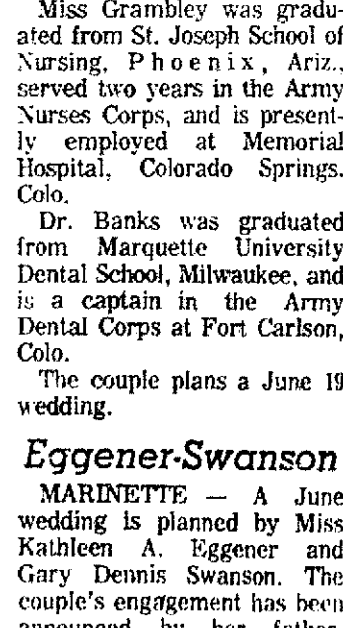 Miss Grambley was gradu-
ated from St. Joseph School of
Nursing, Phoenix, Ariz.,
served two years in the Army
Nurses Corps, and is present-
ly employed at Memorial
Hospital, Colorado Springs.
Colo.
Dr. Banks was graduated
from Marquette University
Dental School, Milwaukee, and
is a captain in the Army
Dental Corps at Fort Carlson,
Colo.
The couple plans a June 19
wedding.
Eggener-Swanson
MARINETTE — A June
wedding is planned by Miss
Kathleen A. Eggener and
Gary Dennis Swanson. The
couple's engagement has been
announced by her father,